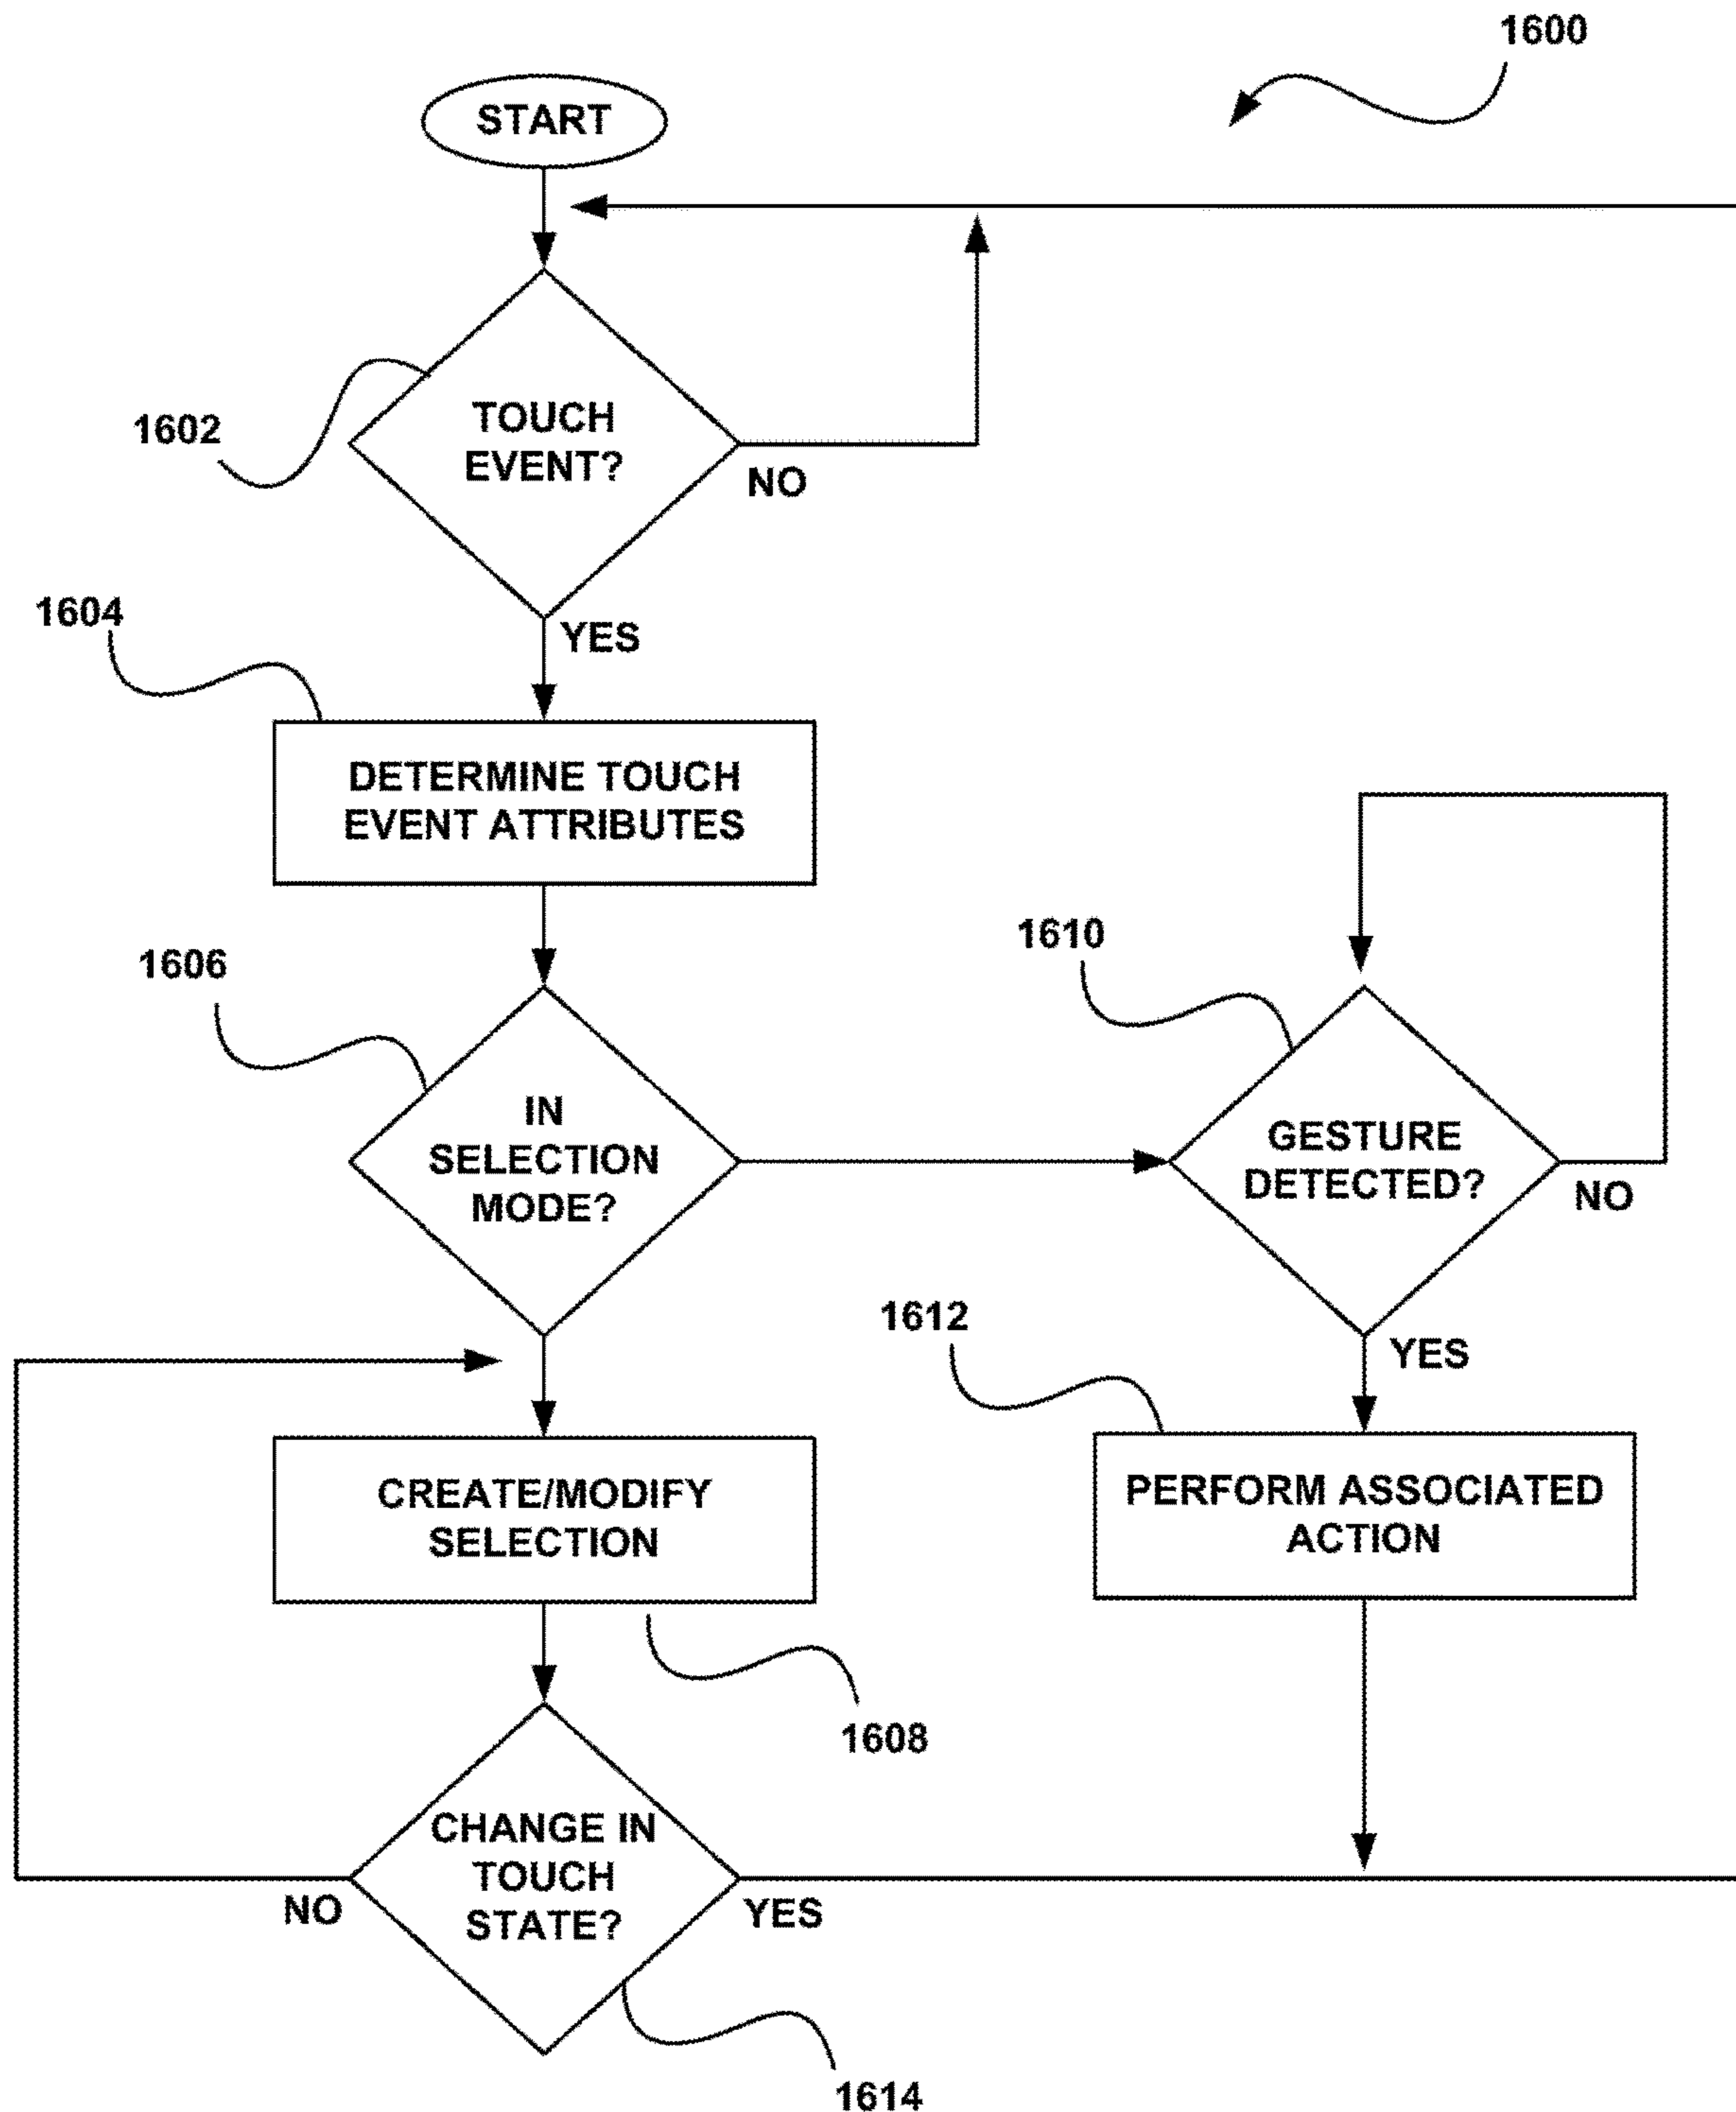 1600
START
1602
TOUCH
EVENT?
NO
YES
1604
DETERMINE TOUCH
EVENT ATTRIBUTES
1606
IN
SELECTION
MODE?
1610
GESTURE
DETECTED?
NO
YES
1612
PERFORM ASSOCIATED
ACTION
CREATE/MODIFY
SELECTION
1608
CHANGE IN
TOUCH
STATE?
NO
YES
1614